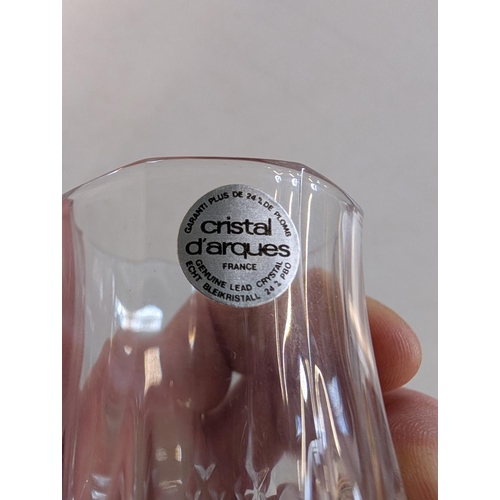 GARANTI PLUS DE 24% DE PLOMB
cristal
d'arques
FRANCE
GENUINE LEAD CRYSTAL
ECHT BLEIKRISTALL 24% PBO